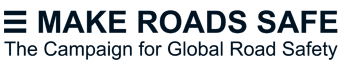 MAKE ROADS SAFE
The Campaign for Global Road Safety